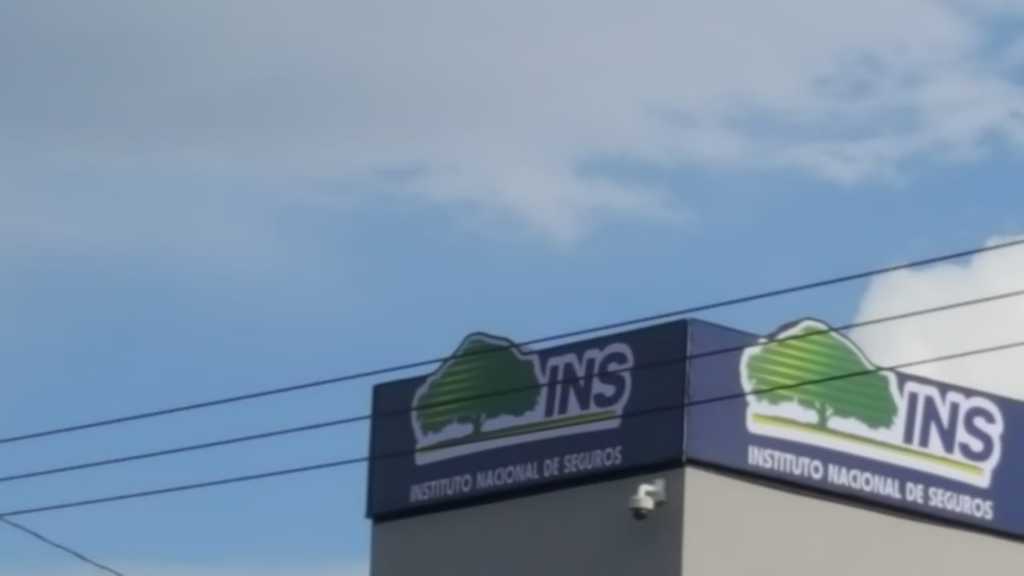 INS
INSTITUTO NACIONAL DE SEGUROS
INS
INSTITUTO NACIONAL DE SEGUROS